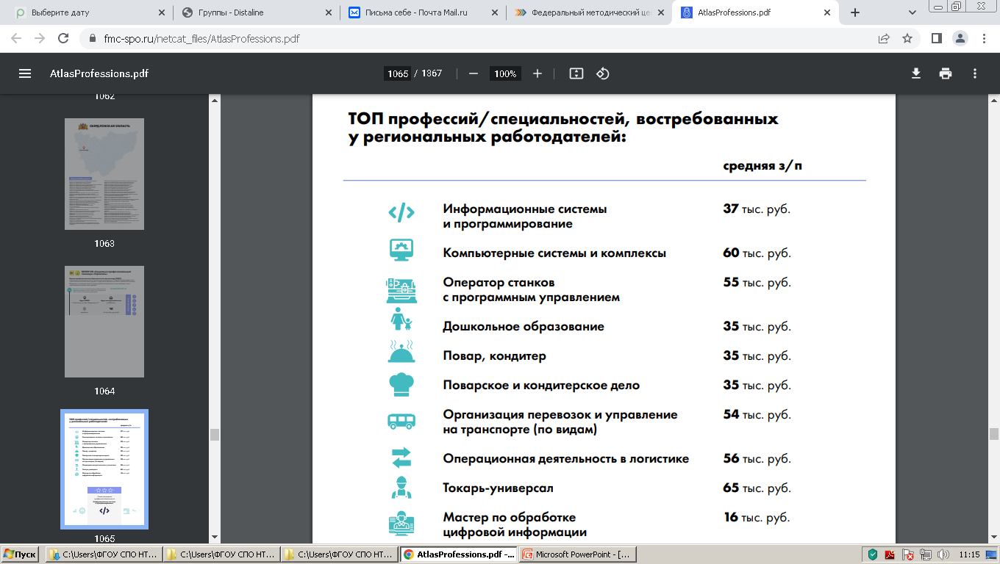 Выберите дату
Группы - Distaline
Письма себе - Почта Mail.ru
Федеральный методический це
AtlasProfessions.pdf
fmc-spo.ru/netcat_files/AtlasProfessions.pdf
AtlasProfessions.pdf
1065 / 1367
100%
1062
СВЕРДЛОВСКАЯ ОБЛАСТЬ
1063
1064
1065
ТОП профессий/специальностей, востребованных
у региональных работодателей:
средняя з/п
Информационные системы
и программирование
37 тыс. руб.
Компьютерные системы и комплексы
60 тыс. руб.
Оператор станков
с программным управлением
55 тыс. руб.
Дошкольное образование
35 тыс. руб.
Повар, кондитер
35 тыс. руб.
Поварское и кондитерское дело
35 тыс. руб.
Организация перевозок и управление
на транспорте (по видам)
54 тыс. руб.
Операционная деятельность в логистике
56 тыс. руб.
Токарь-универсал
65 тыс. руб.
Мастер по обработке
цифровой информации
16 тыс. руб.
Пуск
C:\Users\ФГОУ СПО НТ...
C:\Users\ФГОУ СПО НТ...
C:\Users\ФГОУ СПО НТ...
AtlasProfessions.pdf -...
Microsoft PowerPoint - [...
11:15